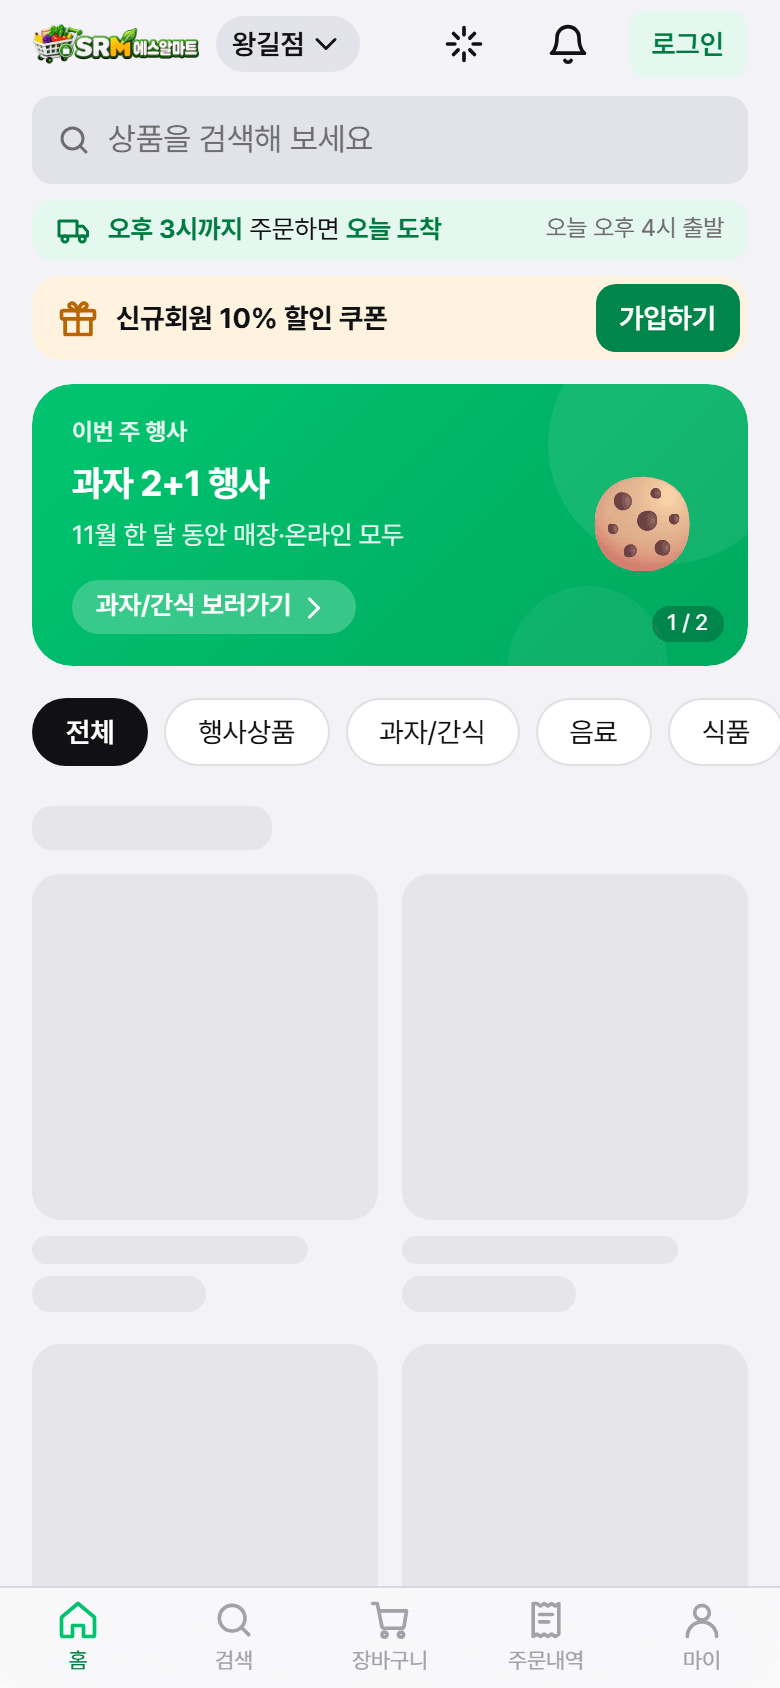 SRM에스알마트
왕길점
로그인
상품을 검색해 보세요
오후 3시까지 주문하면 오늘 도착
오늘 오후 4시 출발
신규회원 10% 할인 쿠폰
가입하기
이번 주 행사
과자 2+1 행사
11월 한 달 동안 매장·온라인 모두
과자/간식 보러가기
1 / 2
전체
행사상품
과자/간식
음료
식품
홈
검색
장바구니
주문내역
마이